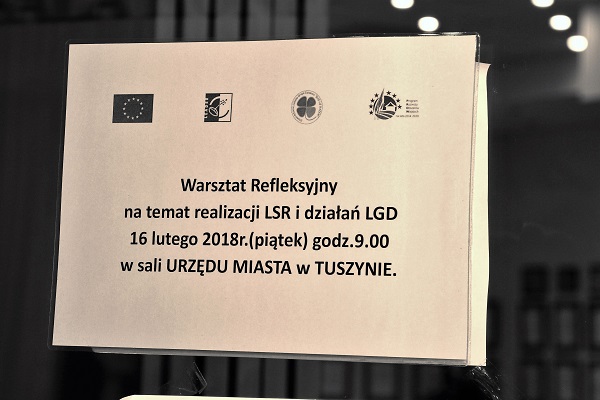 Warsztat Refleksyjny
na temat realizacji LSR i działań LGD
16 lutego 2018r.(piątek) godz.9.00
w sali URZĘDU MIASTA w TUSZYNIE.